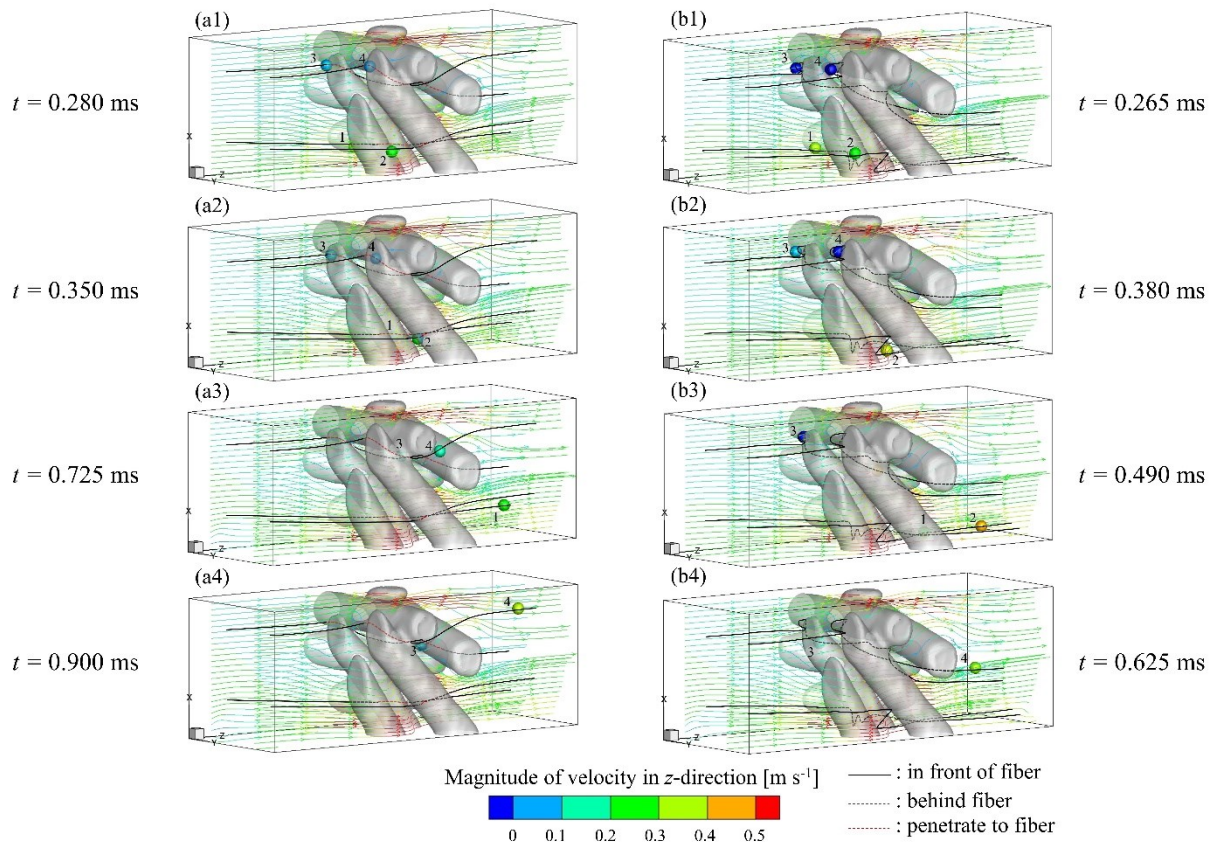 (a1)
(b1)
t = 0.280 ms
t = 0.265 ms
3
4
1
2
X
Y
Z
3
4
1
2
X
Y
Z
(a2)
(b2)
t = 0.350 ms
t = 0.380 ms
3
4
1
2
X
Y
Z
3
4
2
X
Y
Z
(a3)
(b3)
t = 0.725 ms
t = 0.490 ms
3
4
1
X
Y
Z
3
1
2
X
Y
Z
(a4)
(b4)
t = 0.900 ms
t = 0.625 ms
4
3
X
Y
Z
3
4
X
Y
Z
Magnitude of velocity in z-direction [m s⁻¹]
0 0.1 0.2 0.3 0.4 0.5
: in front of fiber
: behind fiber
: penetrate to fiber